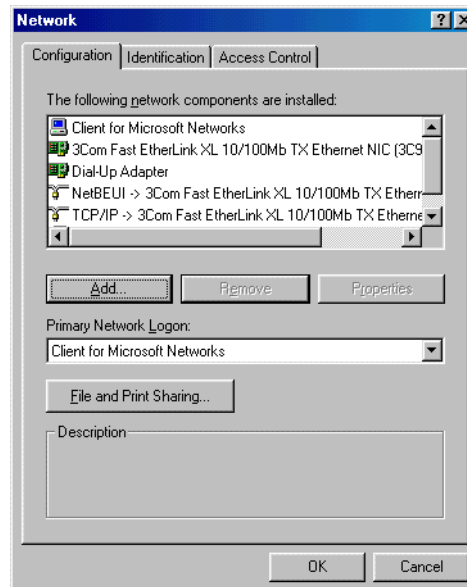 Network
Configuration Identification Access Control
The following network components are installed:
Client for Microsoft Networks
3Com Fast EtherLink XL 10/100Mb TX Ethernet NIC (3C9
Dial-Up Adapter
NetBEUI -> 3Com Fast EtherLink XL 10/100Mb TX Ethern
TCP/IP -> 3Com Fast EtherLink XL 10/100Mb TX Etherne
Add... Remove Properties
Primary Network Logon:
Client for Microsoft Networks
File and Print Sharing...
Description
OK Cancel